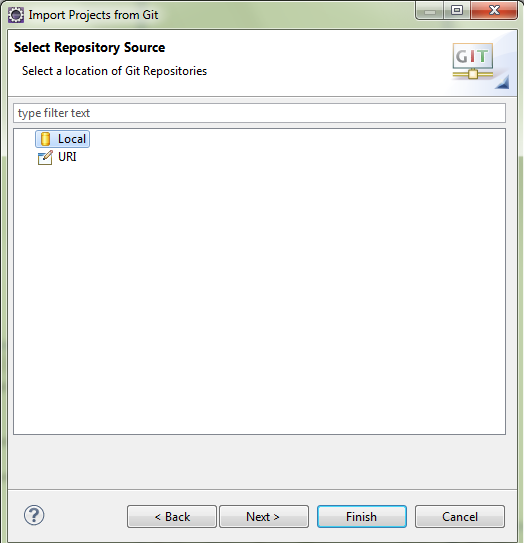 Import Projects from Git
Select Repository Source
Select a location of Git Repositories
GIT
type filter text
Local
URI
< Back
Next >
Finish
Cancel